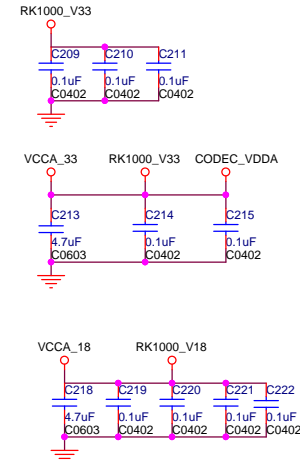 RK1000_V33
C209 C210 C211
0.1uF 0.1uF 0.1uF
C0402 C0402 C0402
VCCA_33 RK1000_V33 CODEC_VDDA
C213 C214 C215
4.7uF 0.1uF 0.1uF
C0603 C0402 C0402
VCCA_18 RK1000_V18
C218 C219 C220 C221 C222
4.7uF 0.1uF 0.1uF 0.1uF 0.1uF
C0603 C0402 C0402 C0402 C0402